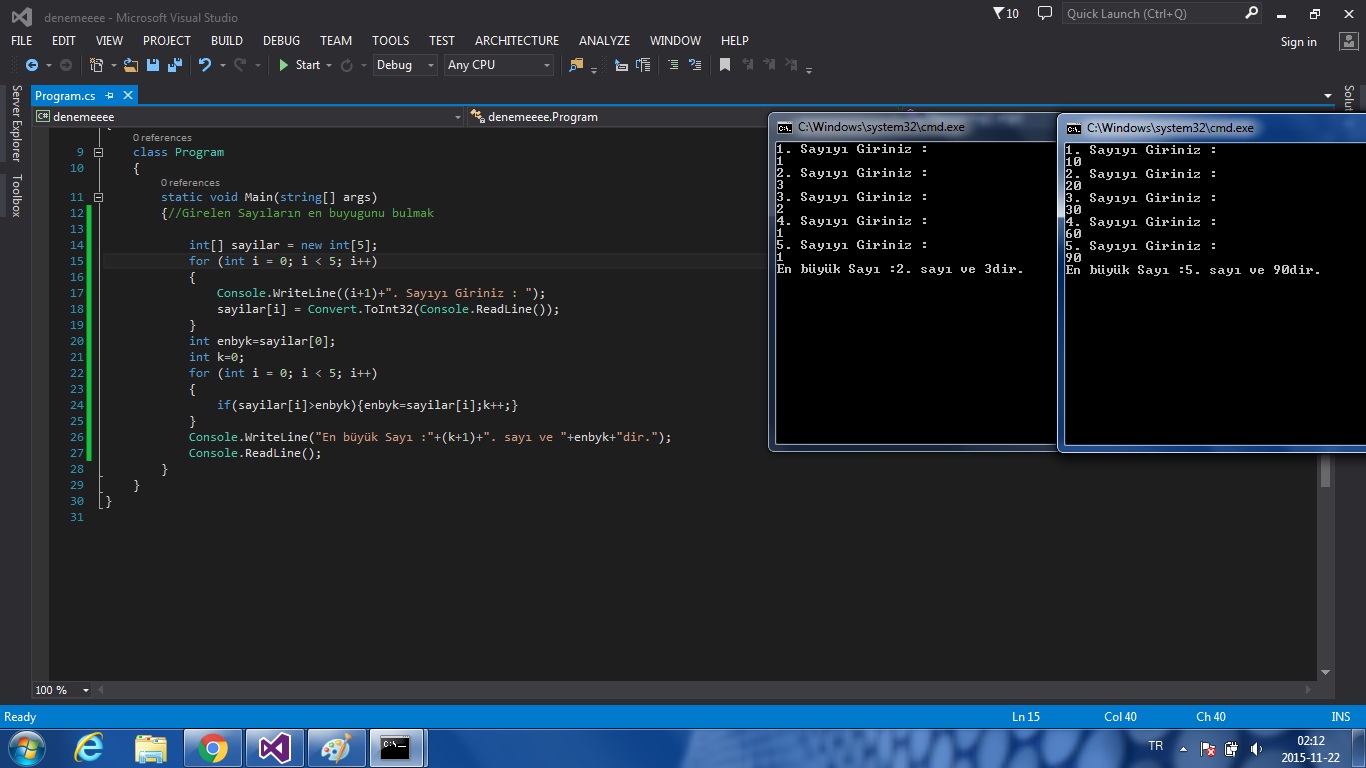 denemeeee - Microsoft Visual Studio
10
Quick Launch (Ctrl+Q)
FILE EDIT VIEW PROJECT BUILD DEBUG TEAM TOOLS TEST ARCHITECTURE ANALYZE WINDOW HELP
Sign in
Start Debug Any CPU
Server Explorer
Toolbox
Program.cs
C# denemeeee
denemeeee.Program
0 references
9 class Program
10 {
0 references
11 static void Main(string[] args)
12 {//Girelen Sayıların en buyugunu bulmak
13
14 int[] sayilar = new int[5];
15 for (int i = 0; i < 5; i++)
16 {
17 Console.WriteLine((i+1)+". Sayıyı Giriniz : ");
18 sayilar[i] = Convert.ToInt32(Console.ReadLine());
19 }
20 int enbyk=sayilar[0];
21 int k=0;
22 for (int i = 0; i < 5; i++)
23 {
24 if(sayilar[i]>enbyk){enbyk=sayilar[i];k++;}
25 }
26 Console.WriteLine("En büyük Sayı :"+(k+1)+". sayı ve "+enbyk+"dir.");
27 Console.ReadLine();
28 }
29 }
30 }
31
C:\Windows\system32\cmd.exe
1. Sayıyı Giriniz :
1
2. Sayıyı Giriniz :
3
3. Sayıyı Giriniz :
2
4. Sayıyı Giriniz :
1
5. Sayıyı Giriniz :
1
En büyük Sayı :2. sayı ve 3dir.
C:\Windows\system32\cmd.exe
1. Sayıyı Giriniz :
10
2. Sayıyı Giriniz :
20
3. Sayıyı Giriniz :
30
4. Sayıyı Giriniz :
60
5. Sayıyı Giriniz :
90
En büyük Sayı :5. sayı ve 90dir.
100 %
Ready
Ln 15 Col 40 Ch 40 INS
TR
02:12
2015-11-22